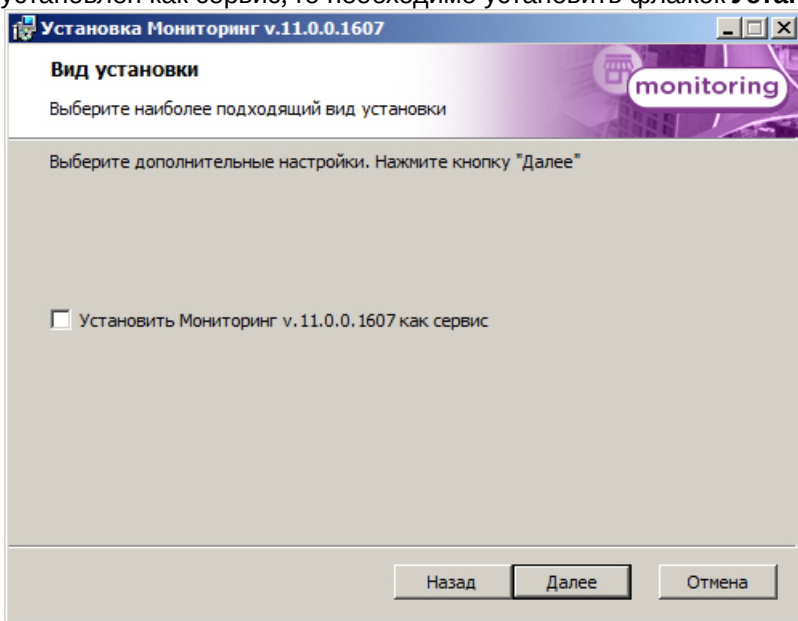 установлен как сервис, то необходимо установить флажок Уста
Установка Мониторинг v.11.0.0.1607
Вид установки
Выберите наиболее подходящий вид установки
monitoring
Выберите дополнительные настройки. Нажмите кнопку "Далее"
Установить Мониторинг v.11.0.0.1607 как сервис
Назад Далее Отмена